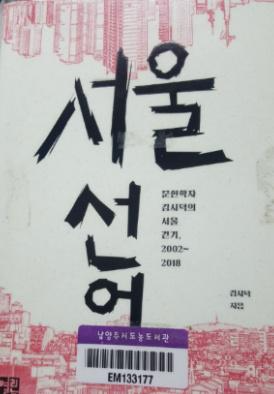 서울
선언
문헌학자
김시덕의
서울
걷기,
2002~
2018
김시덕
지음
남양주시도농도서관
EM133177